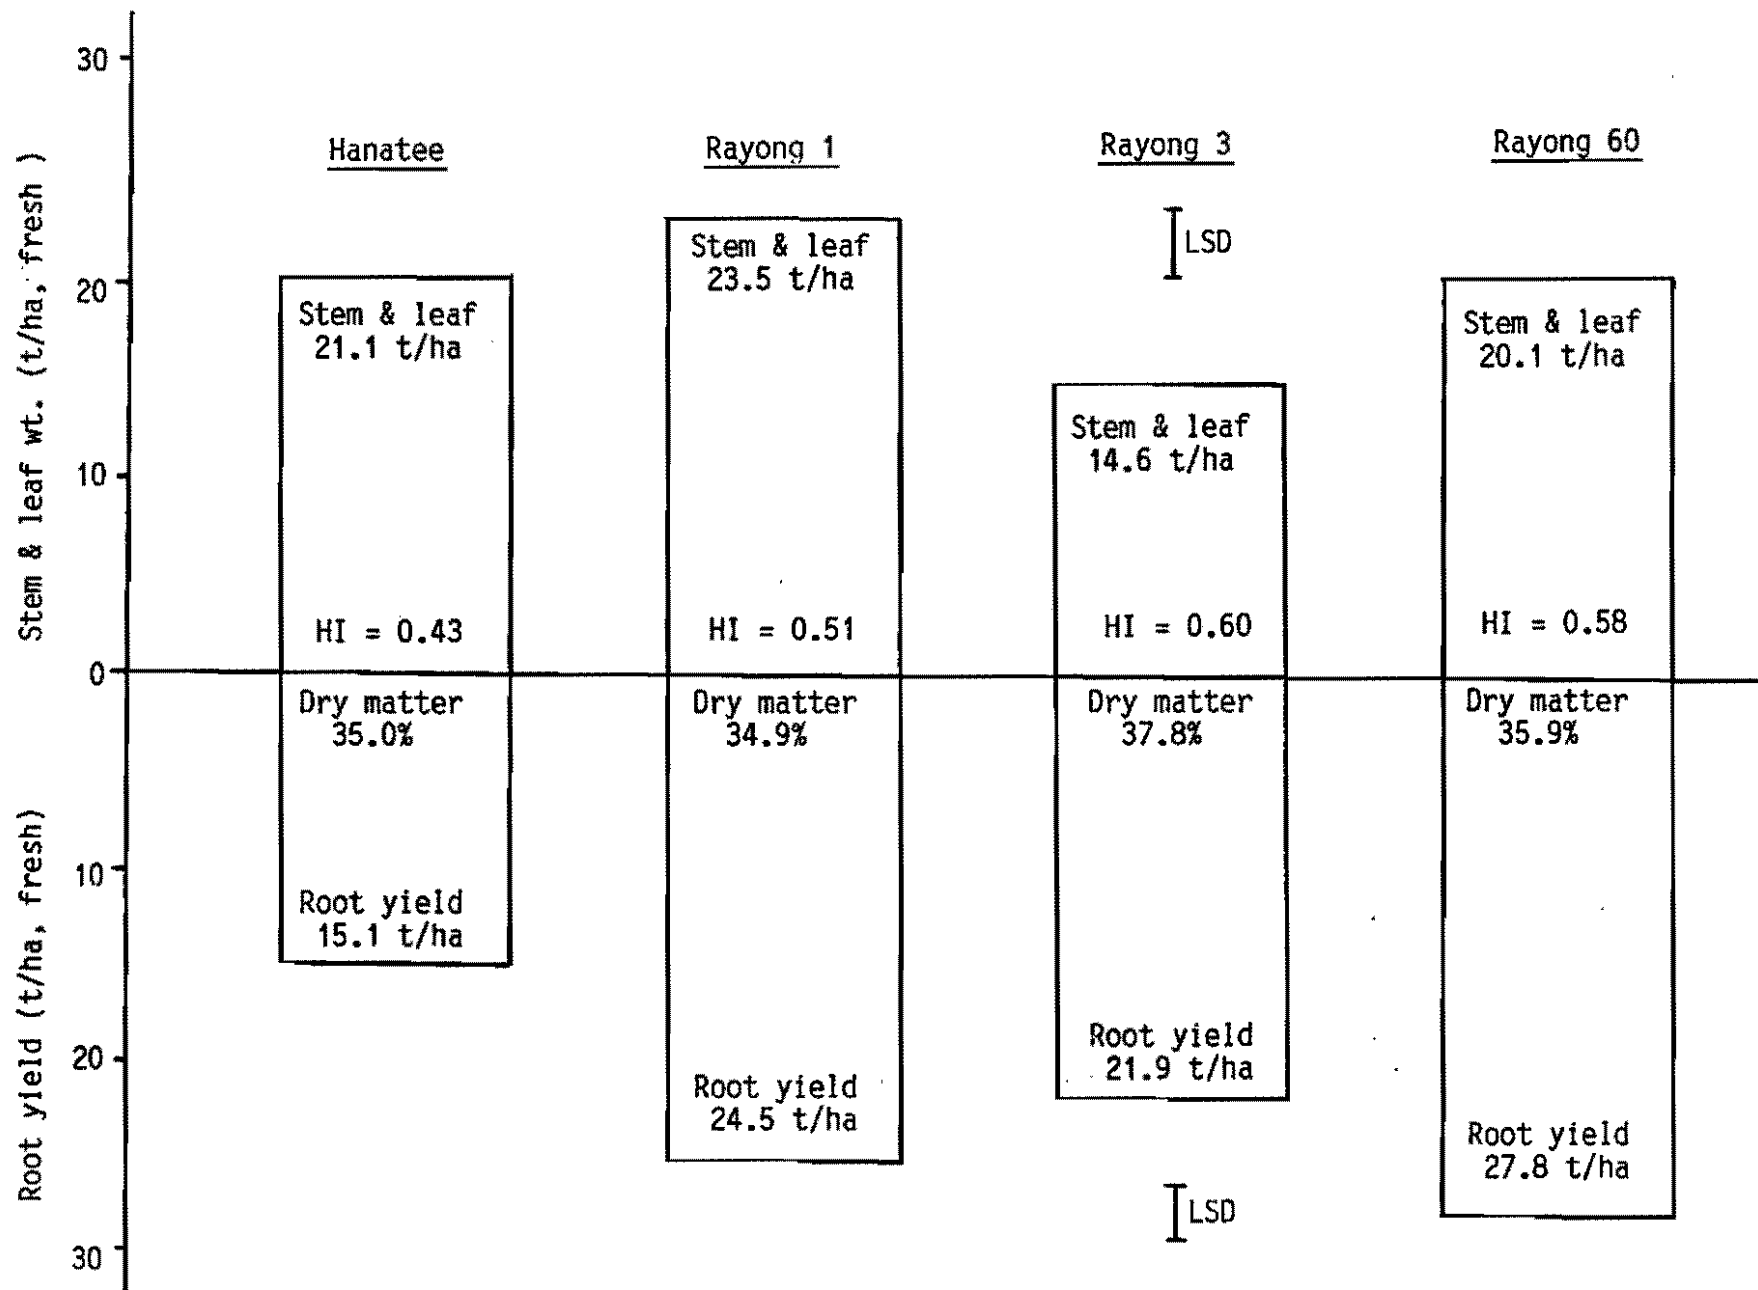 Stem & leaf wt. (t/ha, fresh )
Root yield (t/ha, fresh)
30
20
10
0
10
20
30
Hanatee
Stem & leaf
21.1 t/ha
HI = 0.43
Dry matter
35.0%
Root yield
15.1 t/ha
Rayong 1
Stem & leaf
23.5 t/ha
HI = 0.51
Dry matter
34.9%
Root yield
24.5 t/ha
Rayong 3
LSD
Stem & leaf
14.6 t/ha
HI = 0.60
Dry matter
37.8%
Root yield
21.9 t/ha
LSD
Rayong 60
Stem & leaf
20.1 t/ha
HI = 0.58
Dry matter
35.9%
Root yield
27.8 t/ha